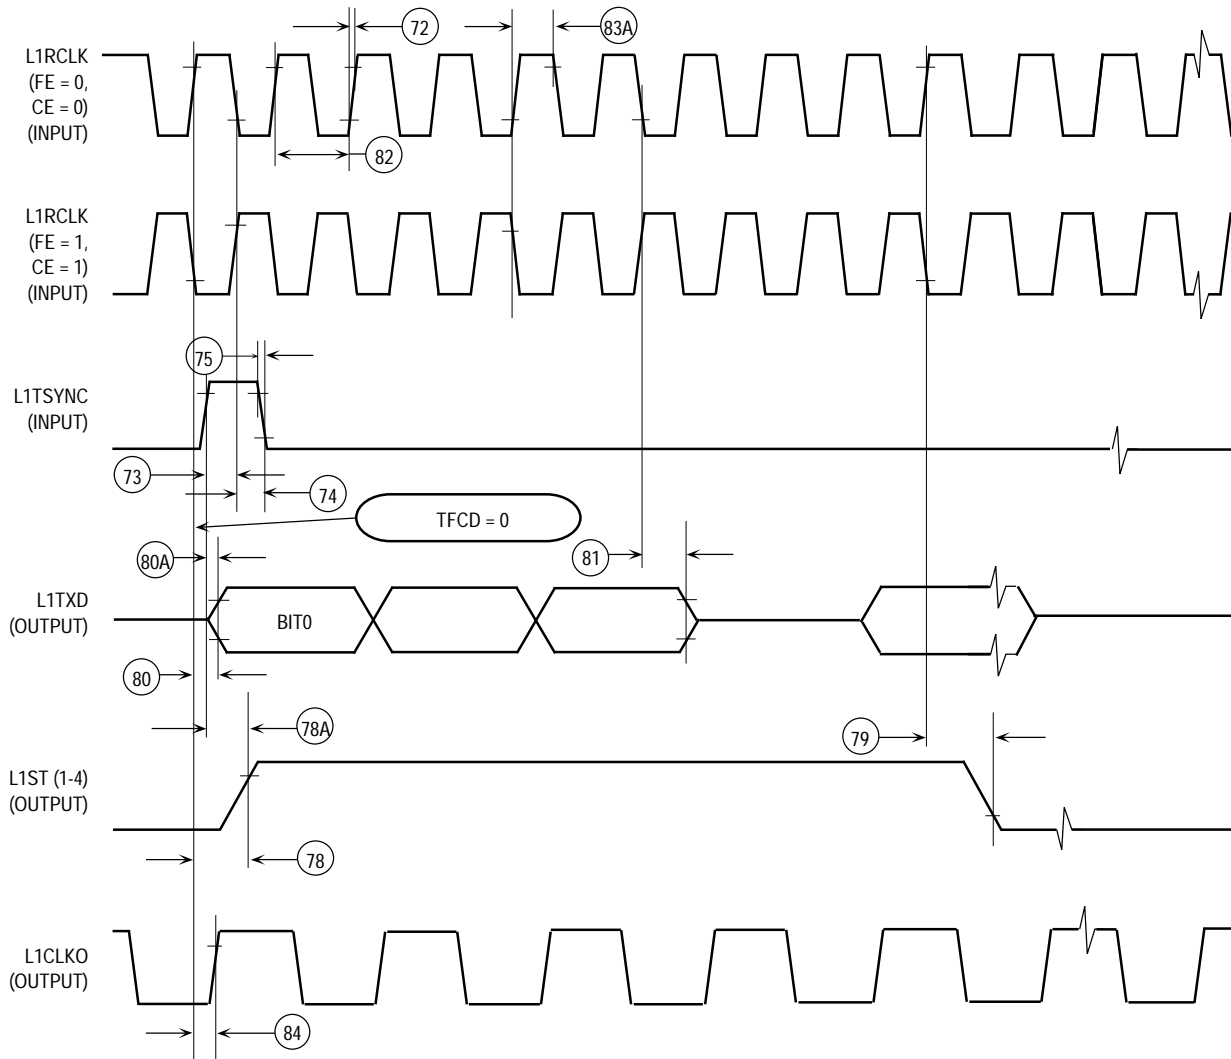 72
83A
L1RCLK
(FE = 0,
CE = 0)
(INPUT)
82
L1RCLK
(FE = 1,
CE = 1)
(INPUT)
75
L1TSYNC
(INPUT)
73
74
TFCD = 0
80A
81
L1TXD
(OUTPUT)
BIT0
80
78A
79
L1ST (1-4)
(OUTPUT)
78
L1CLKO
(OUTPUT)
84